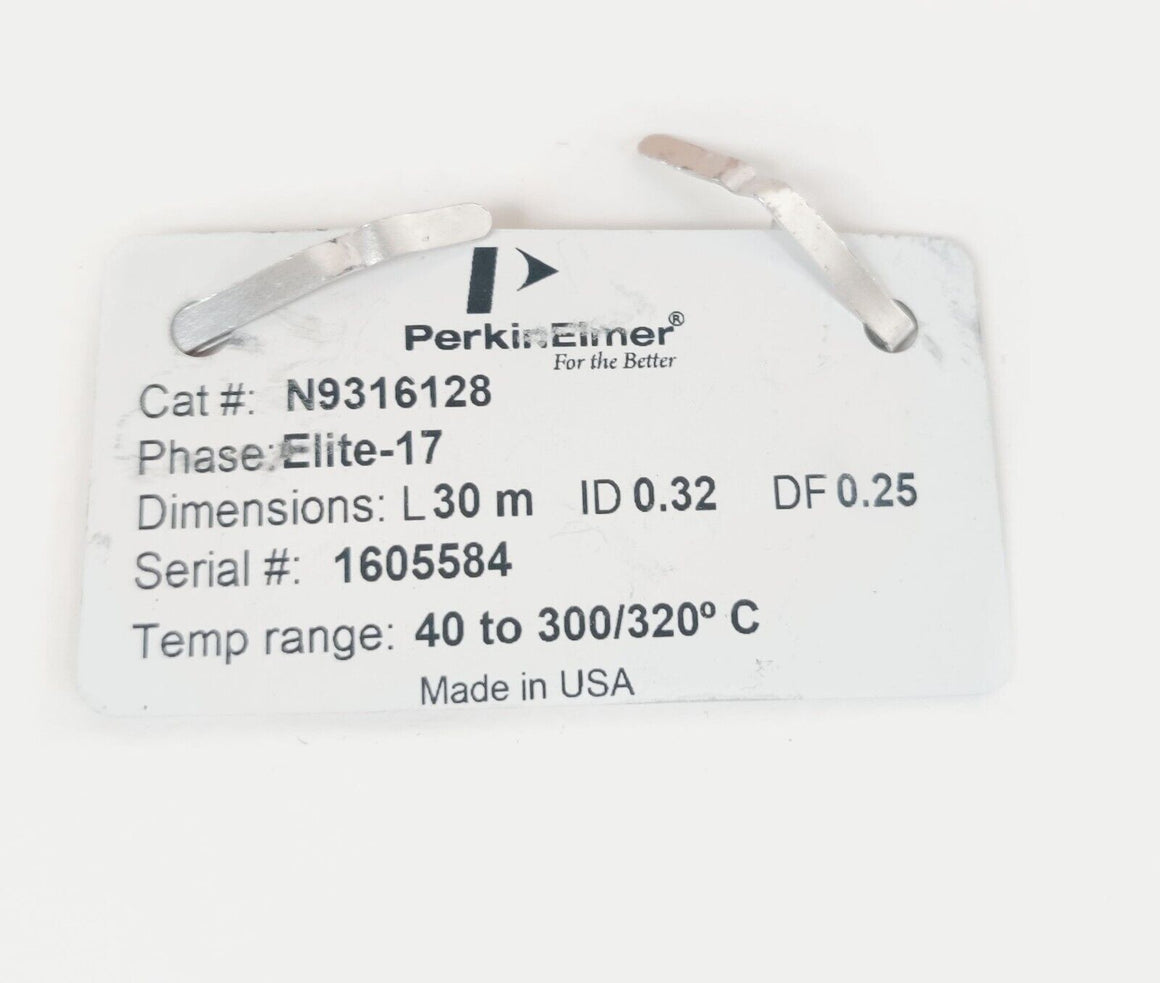 PerkinElmer®
For the Better
Cat #: N9316128
Phase: Elite-17
Dimensions: L 30 m ID 0.32 DF 0.25
Serial #: 1605584
Temp range: 40 to 300/320º C
Made in USA